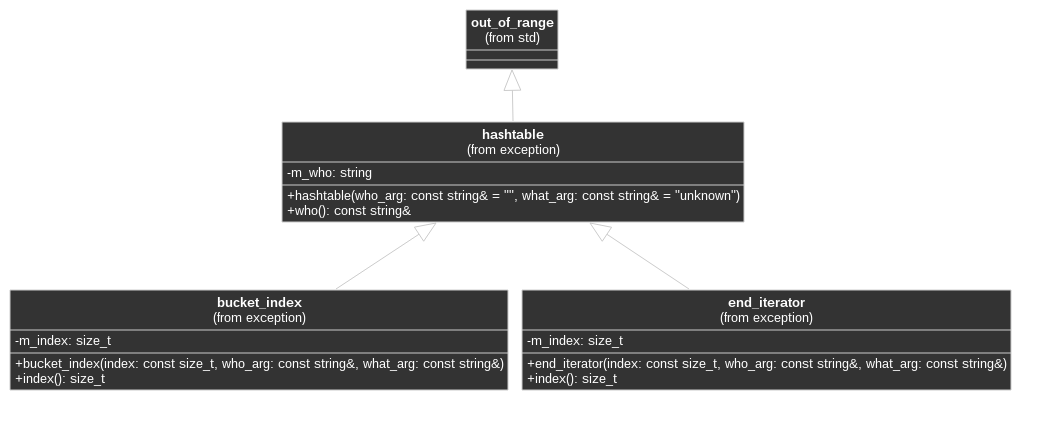 out_of_range
(from std)
hashtable
(from exception)
-m_who: string
+hashtable(who_arg: const string& = "", what_arg: const string& = "unknown")
+who(): const string&
bucket_index
(from exception)
-m_index: size_t
+bucket_index(index: const size_t, who_arg: const string&, what_arg: const string&)
+index(): size_t
end_iterator
(from exception)
-m_index: size_t
+end_iterator(index: const size_t, who_arg: const string&, what_arg: const string&)
+index(): size_t